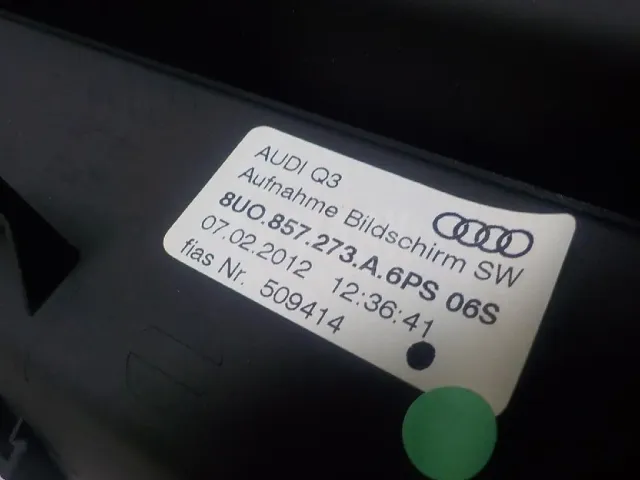 AUDI Q3
Aufnahme Bildschirm SW
8U0.857.273.A.6PS 06S
07.02.2012 12:36:41
fias Nr. 509414